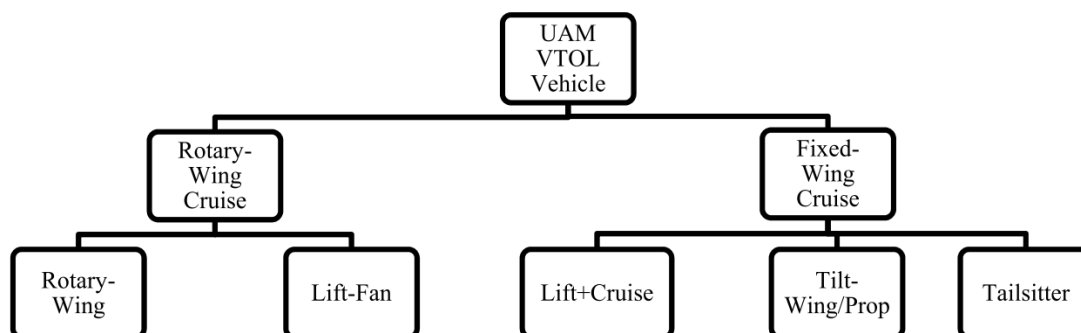 UAM
VTOL
Vehicle
Rotary-
Wing
Cruise
Fixed-
Wing
Cruise
Rotary-
Wing
Lift-Fan
Lift+Cruise
Tilt-
Wing/Prop
Tailsitter